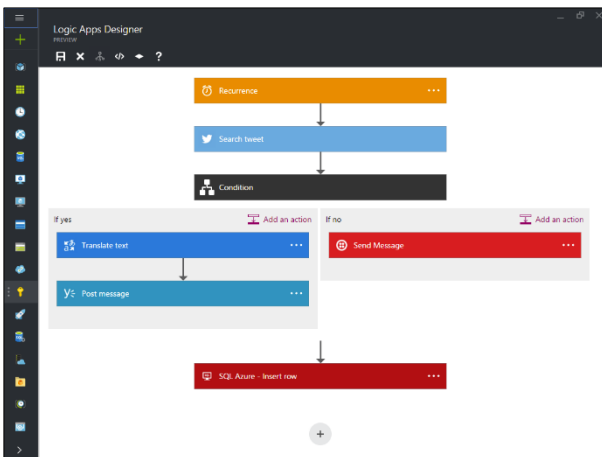 Logic Apps Designer
PREVIEW
Recurrence
Search tweet
Condition
If yes
Add an action
If no
Add an action
Translate text
Send Message
Post message
SQL Azure - Insert row